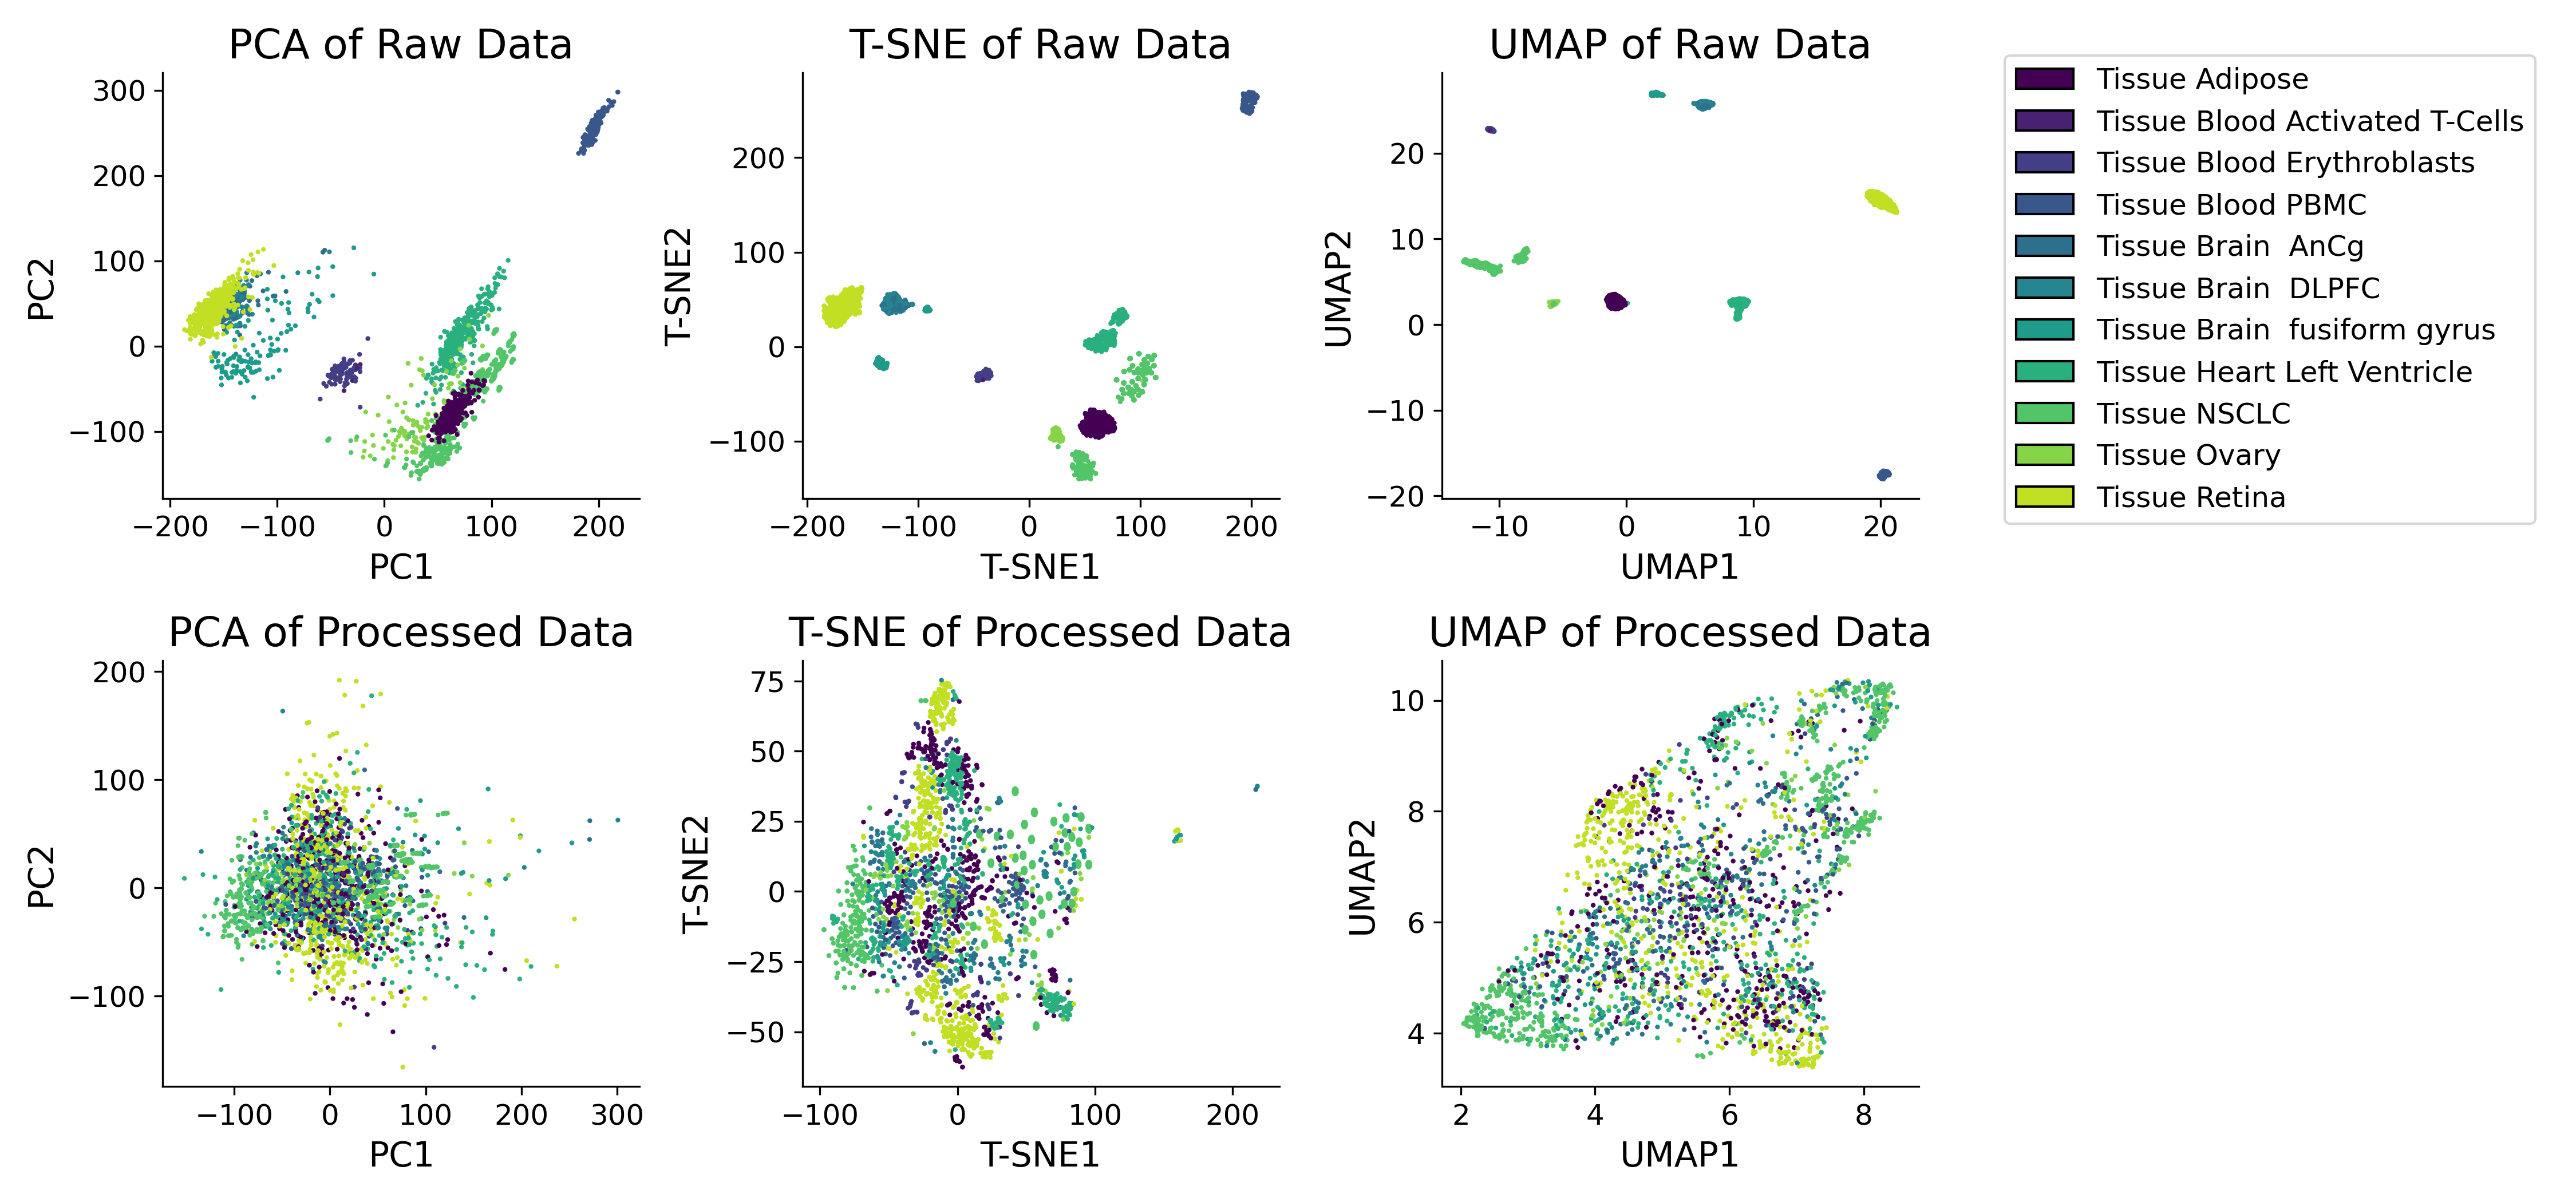 PCA of Raw Data
300
200
100
0
−100
PC2
−200
−100
0
100
200
PC1
T-SNE of Raw Data
200
100
0
−100
T-SNE2
−200
−100
0
100
200
T-SNE1
UMAP of Raw Data
20
10
0
−10
−20
UMAP2
−10
0
10
20
UMAP1
Tissue Adipose
Tissue Blood Activated T-Cells
Tissue Blood Erythroblasts
Tissue Blood PBMC
Tissue Brain  AnCg
Tissue Brain  DLPFC
Tissue Brain  fusiform gyrus
Tissue Heart Left Ventricle
Tissue NSCLC
Tissue Ovary
Tissue Retina
PCA of Processed Data
200
100
0
−100
PC2
−100
0
100
200
300
PC1
T-SNE of Processed Data
75
50
25
0
−25
−50
T-SNE2
−100
0
100
200
T-SNE1
UMAP of Processed Data
10
8
6
4
UMAP2
2
4
6
8
UMAP1